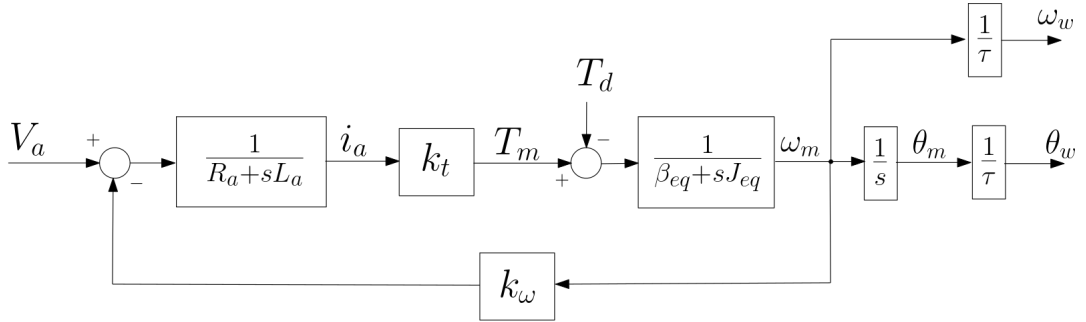 1/τ ω_w
T_d
V_a + − 1/(R_a+sL_a) i_a k_t T_m + − 1/(β_eq+sJ_eq) ω_m 1/s θ_m 1/τ θ_w
k_ω